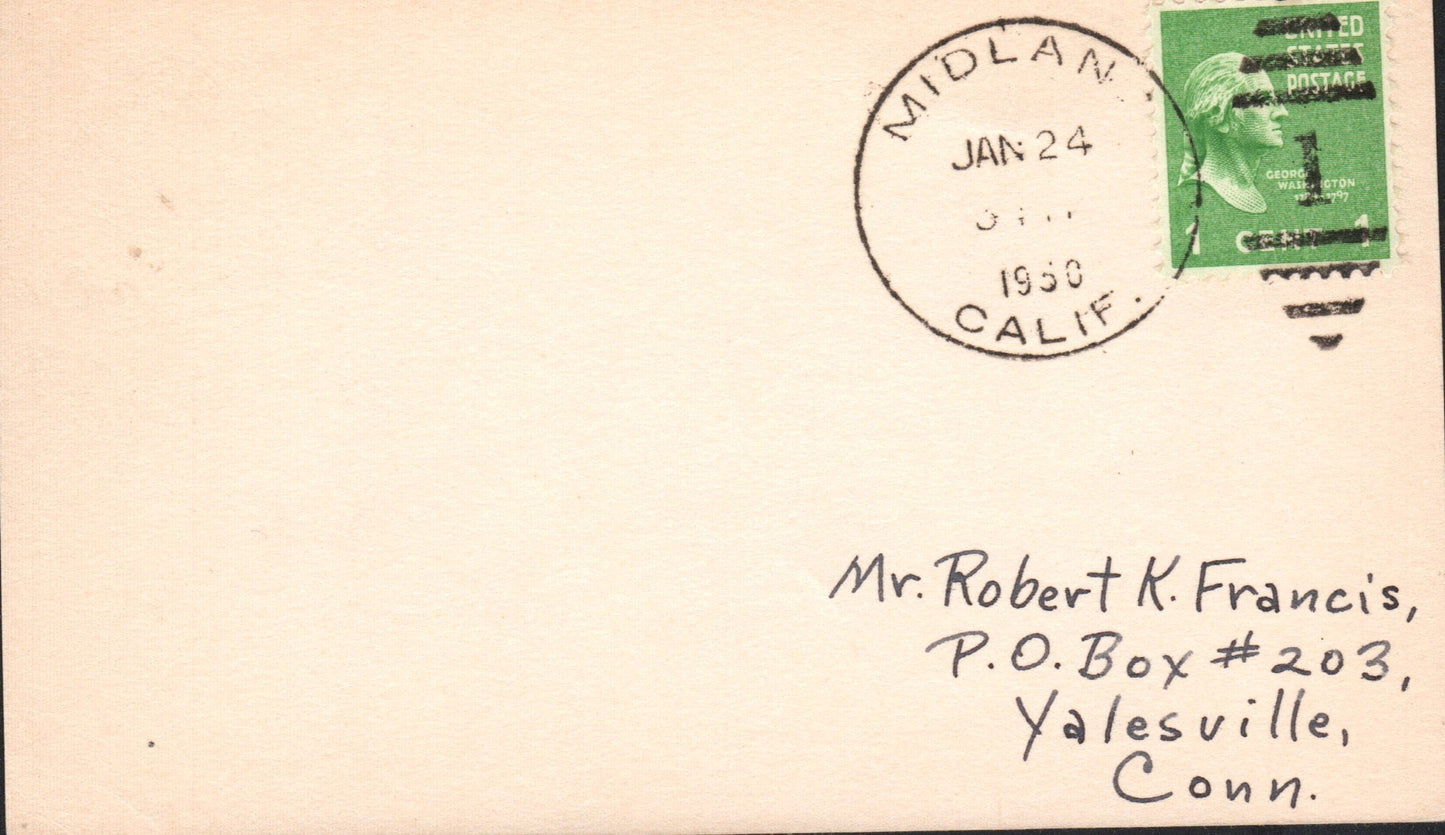 MIDLAN
JAN 24
CALIF.
UNITED
STATES
POSTAGE
1
GEORGE
WASHINGTON
1 CENT 1
Mr. Robert K. Francis,
P.O. Box #203,
Yalesville,
Conn.